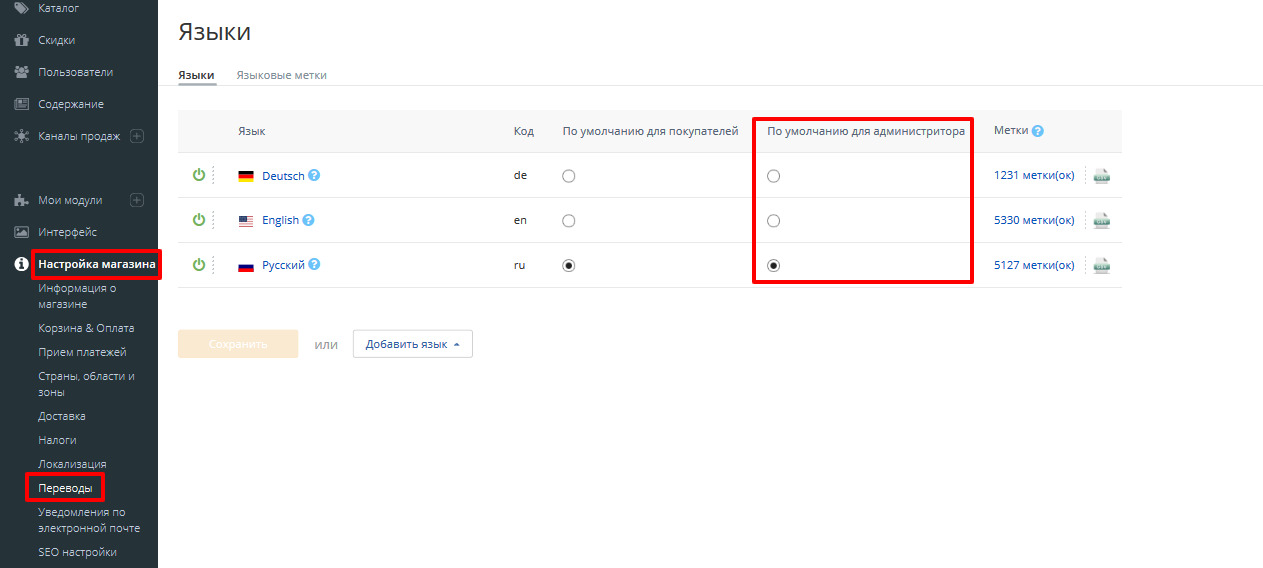 Каталог
Скидки
Пользователи
Содержание
Каналы продаж
Мои модули
Интерфейс
Настройка магазина
Информация о
магазине
Корзина & Оплата
Прием платежей
Страны, области и
зоны
Доставка
Налоги
Локализация
Переводы
Уведомления по
электронной почте
SEO настройки
Языки
Языки Языковые метки
Язык Код По умолчанию для покупателей По умолчанию для администритора Метки ?
Deutsch ? de 1231 метки(ок)
English ? en 5330 метки(ок)
Русский ? ru 5127 метки(ок)
Сохранить или Добавить язык